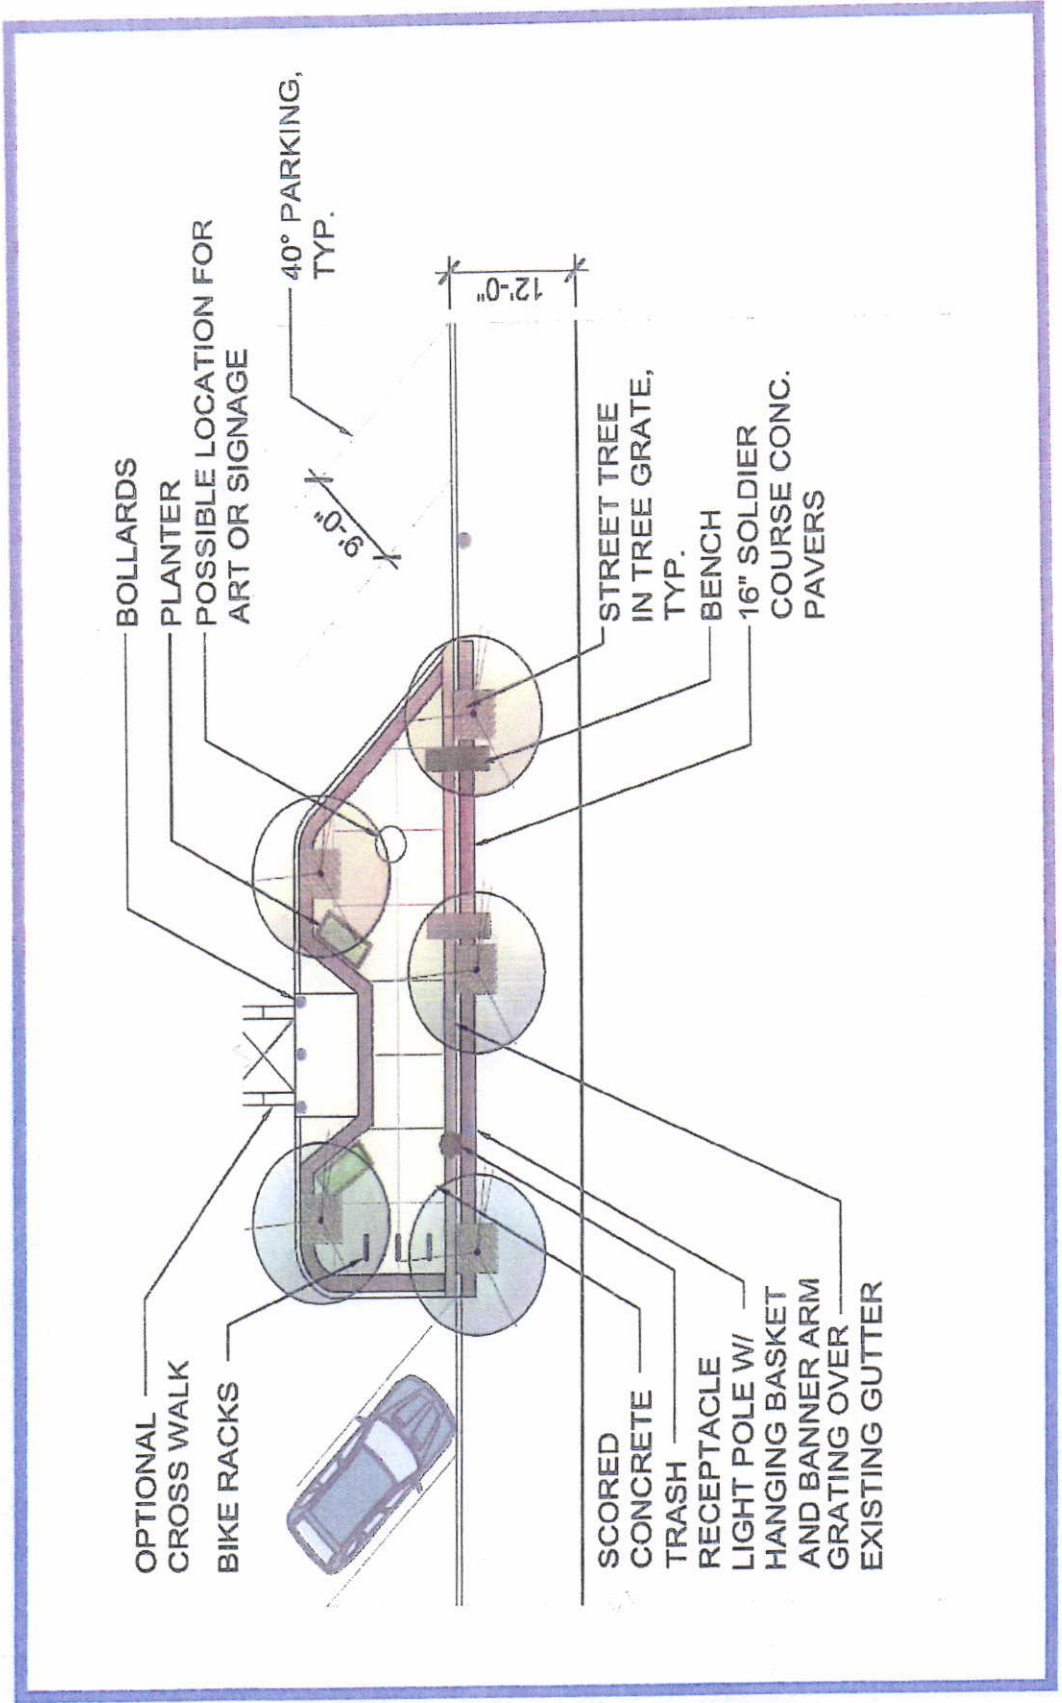 OPTIONAL
CROSS WALK
BIKE RACKS
BOLLARDS
PLANTER
POSSIBLE LOCATION FOR
ART OR SIGNAGE
40° PARKING,
TYP.
9'-0"
12'-0"
SCORED
CONCRETE
TRASH
RECEPTACLE
LIGHT POLE W/
HANGING BASKET
AND BANNER ARM
GRATING OVER
EXISTING GUTTER
STREET TREE
IN TREE GRATE,
TYP.
BENCH
16" SOLDIER
COURSE CONC.
PAVERS